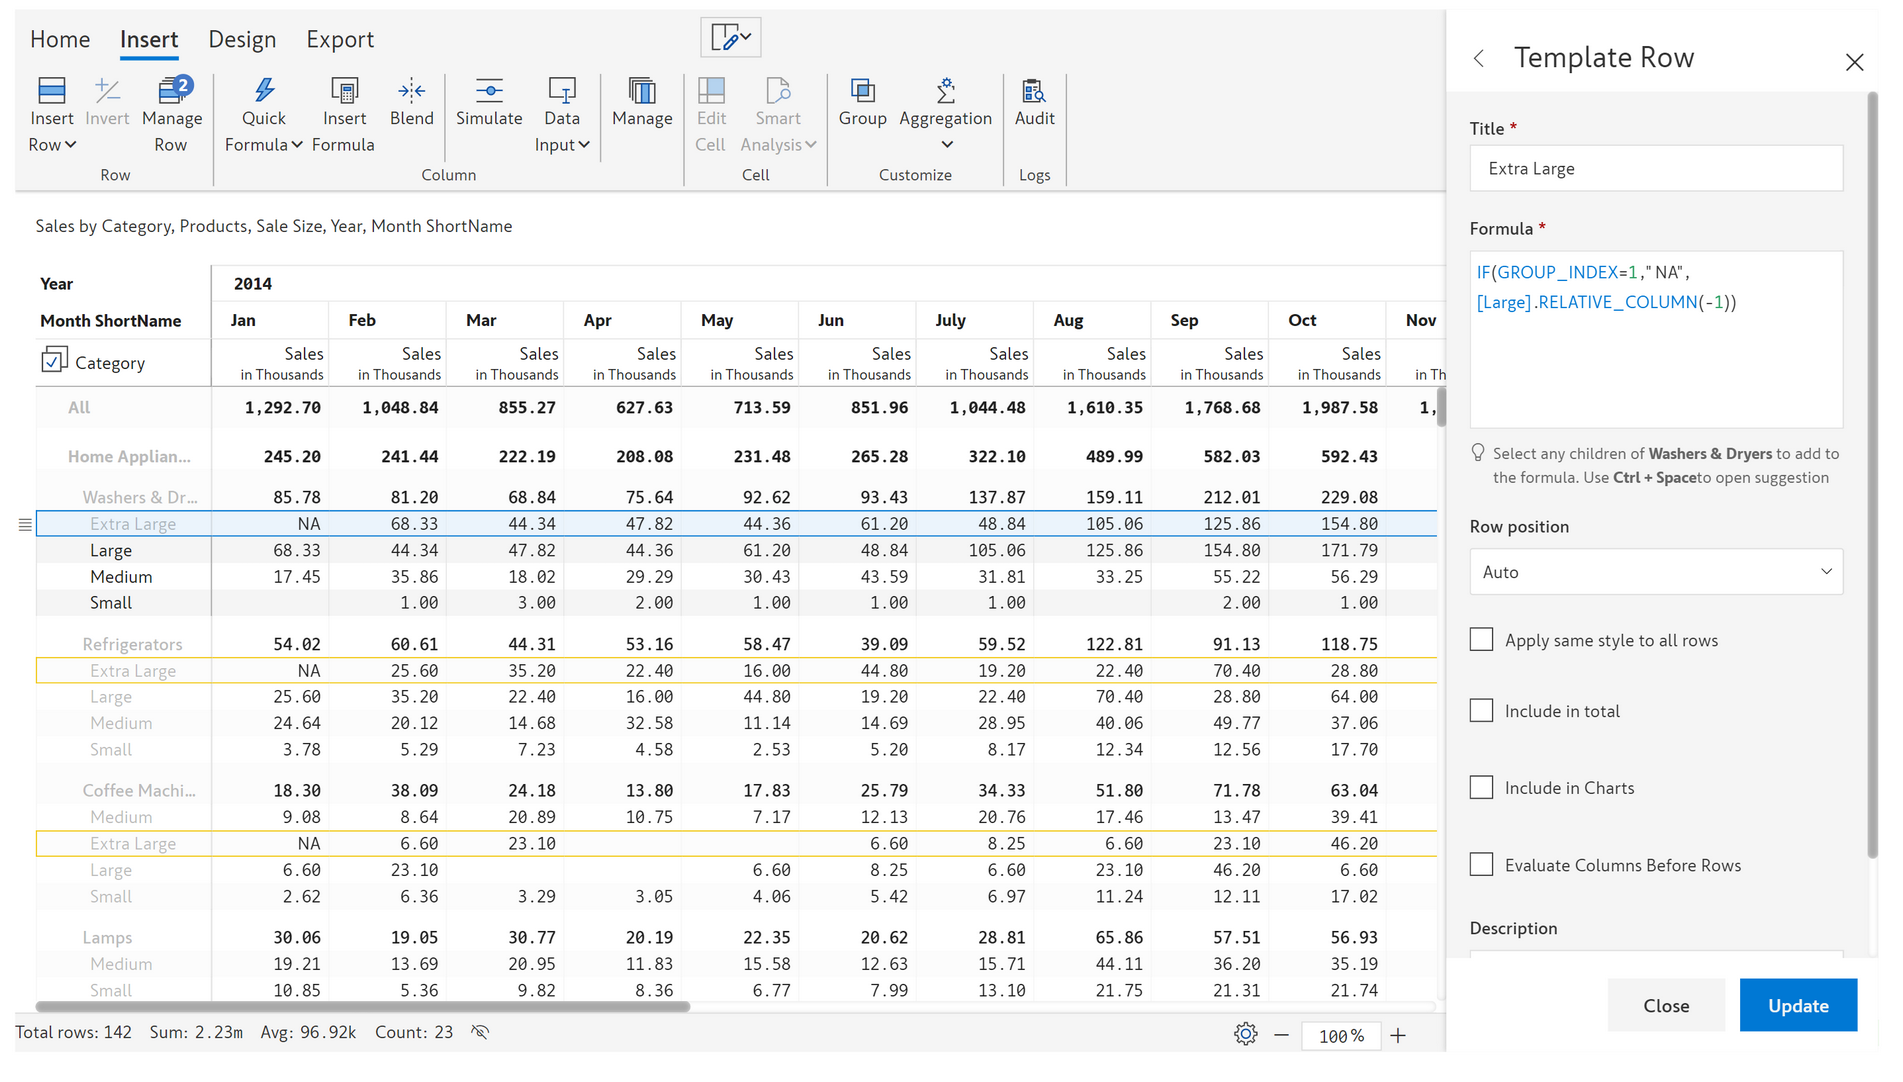 Home Insert Design Export
Insert Row Invert Manage Row 2 Quick Formula Insert Formula Blend Simulate Data Input Manage Edit Cell Smart Analysis Group Aggregation Audit
Row Column Cell Customize Logs
Sales by Category, Products, Sale Size, Year, Month ShortName
Year 2014
Month ShortName Jan Feb Mar Apr May Jun July Aug Sep Oct Nov
Category Sales Sales Sales Sales Sales Sales Sales Sales Sales Sales
in Thousands in Thousands in Thousands in Thousands in Thousands in Thousands in Thousands in Thousands in Thousands in Thousands in Th
All 1,292.70 1,048.84 855.27 627.63 713.59 851.96 1,044.48 1,610.35 1,768.68 1,987.58 1,
Home Applian... 245.20 241.44 222.19 208.08 231.48 265.28 322.10 489.99 582.03 592.43
Washers & Dr... 85.78 81.20 68.84 75.64 92.62 93.43 137.87 159.11 212.01 229.08
Extra Large NA 68.33 44.34 47.82 44.36 61.20 48.84 105.06 125.86 154.80
Large 68.33 44.34 47.82 44.36 61.20 48.84 105.06 125.86 154.80 171.79
Medium 17.45 35.86 18.02 29.29 30.43 43.59 31.81 33.25 55.22 56.29
Small 1.00 3.00 2.00 1.00 1.00 1.00 2.00 1.00
Refrigerators 54.02 60.61 44.31 53.16 58.47 39.09 59.52 122.81 91.13 118.75
Extra Large NA 25.60 35.20 22.40 16.00 44.80 19.20 22.40 70.40 28.80
Large 25.60 35.20 22.40 16.00 44.80 19.20 22.40 70.40 28.80 64.00
Medium 24.64 20.12 14.68 32.58 11.14 14.69 28.95 40.06 49.77 37.06
Small 3.78 5.29 7.23 4.58 2.53 5.20 8.17 12.34 12.56 17.70
Coffee Machi... 18.30 38.09 24.18 13.80 17.83 25.79 34.33 51.80 71.78 63.04
Medium 9.08 8.64 20.89 10.75 7.17 12.13 20.76 17.46 13.47 39.41
Extra Large NA 6.60 23.10 6.60 8.25 6.60 23.10 46.20
Large 6.60 23.10 6.60 8.25 6.60 23.10 46.20 6.60
Small 2.62 6.36 3.29 3.05 4.06 5.42 6.97 11.24 12.11 17.02
Lamps 30.06 19.05 30.77 20.19 22.35 20.62 28.81 65.86 57.51 56.93
Medium 19.21 13.69 20.95 11.83 15.58 12.63 15.71 44.11 36.20 35.19
Small 10.85 5.36 9.82 8.36 6.77 7.99 13.10 21.75 21.31 21.74
Total rows: 142 Sum: 2.23m Avg: 96.92k Count: 23 100 %
Template Row
Title *
Extra Large
Formula *
IF(GROUP_INDEX=1,"NA",
[Large].RELATIVE_COLUMN(-1))
Select any children of Washers & Dryers to add to
the formula. Use Ctrl + Spaceto open suggestion
Row position
Auto
Apply same style to all rows
Include in total
Include in Charts
Evaluate Columns Before Rows
Description
Close Update